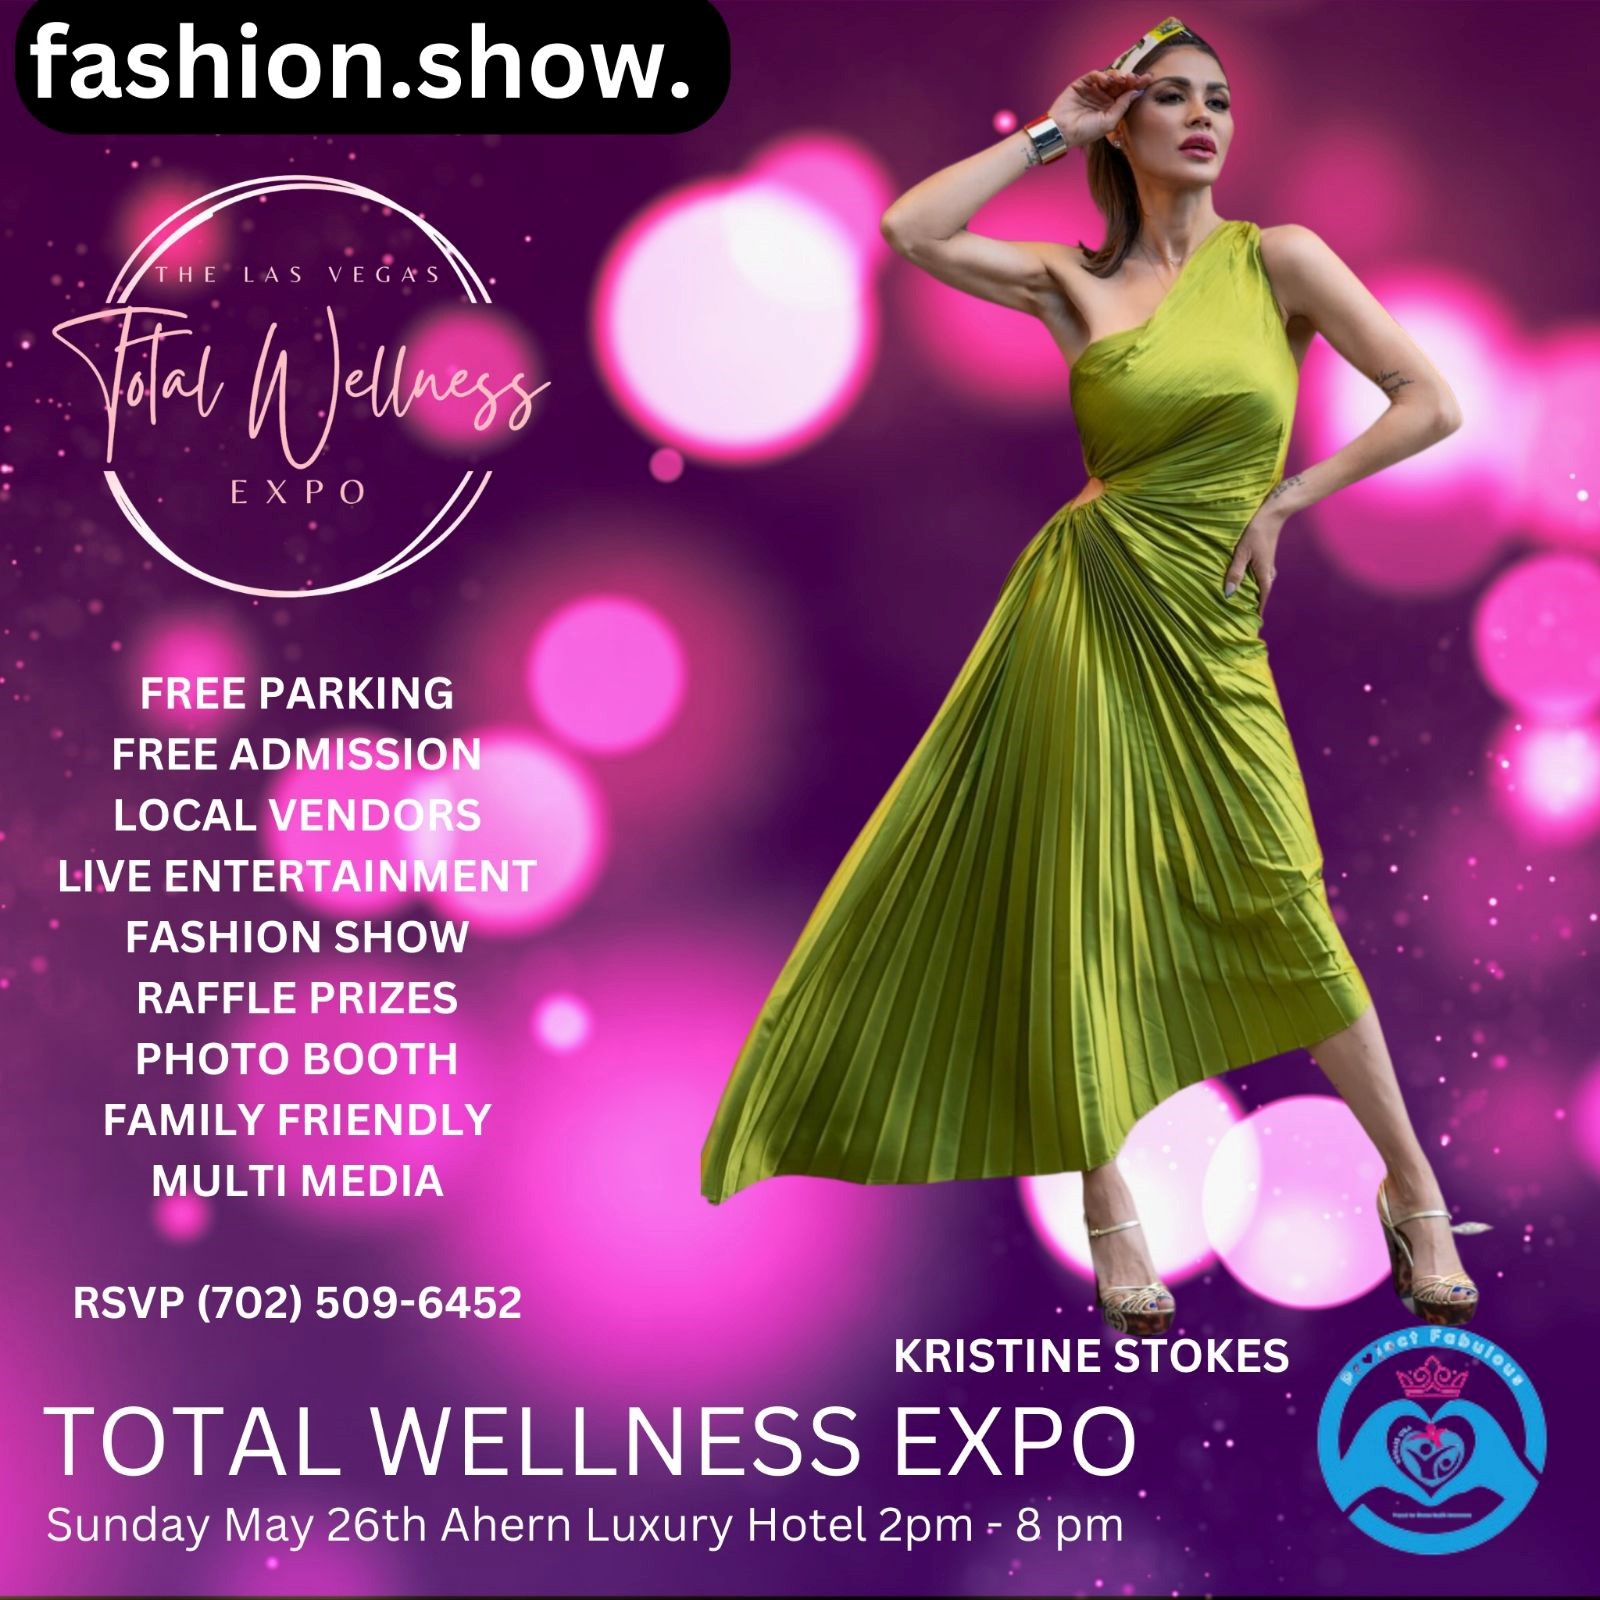 fashion.show.
THE LAS VEGAS
Total Wellness
EXPO
FREE PARKING
FREE ADMISSION
LOCAL VENDORS
LIVE ENTERTAINMENT
FASHION SHOW
RAFFLE PRIZES
PHOTO BOOTH
FAMILY FRIENDLY
MULTI MEDIA
RSVP (702) 509-6452
KRISTINE STOKES
Project Fabulous
TOTAL WELLNESS EXPO
Sunday May 26th Ahern Luxury Hotel 2pm - 8 pm